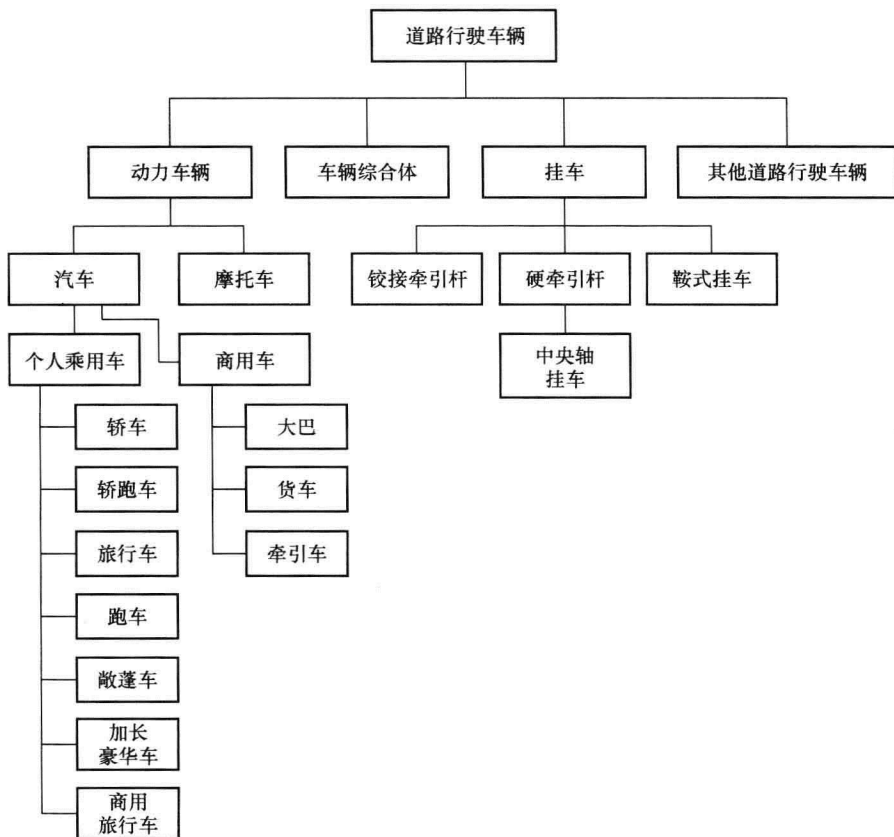 道路行驶车辆
动力车辆
车辆综合体
挂车
其他道路行驶车辆
汽车
摩托车
铰接牵引杆
硬牵引杆
鞍式挂车
个人乘用车
商用车
中央轴
挂车
轿车
大巴
轿跑车
货车
旅行车
牵引车
跑车
敞蓬车
加长
豪华车
商用
旅行车